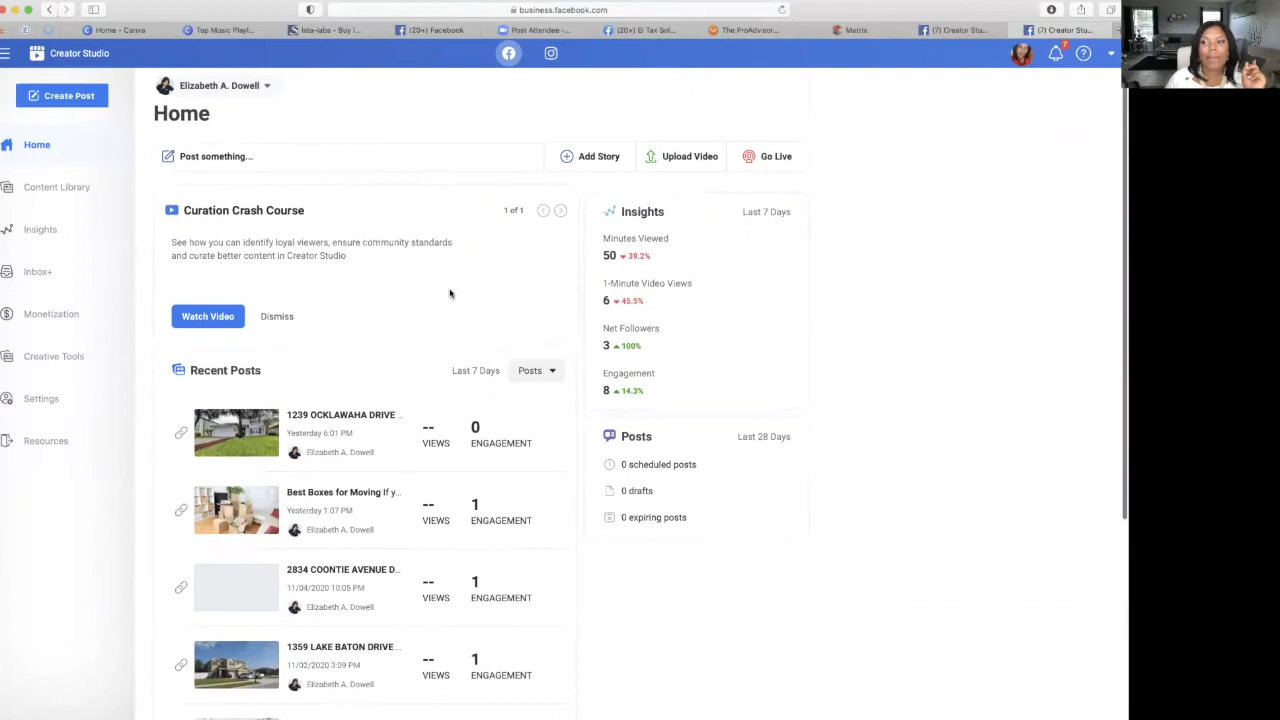 business.facebook.com
Home - Canva
Top Music Playl...
Ista-labs - Buy I...
(20+) Facebook
Post Attendee -...
(20+) El Tax Sol...
The ProAdvisor...
Matrix
(7) Creator Stu...
(7) Creator Stu...
Creator Studio
7
Create Post
Home
Content Library
Insights
Inbox+
Monetization
Creative Tools
Settings
Resources
Elizabeth A. Dowell
Home
Post something...
Add Story
Upload Video
Go Live
Curation Crash Course
1 of 1
See how you can identify loyal viewers, ensure community standards
and curate better content in Creator Studio
Watch Video
Dismiss
Recent Posts
Last 7 Days
Posts
1239 OCKLAWAHA DRIVE ...
Yesterday 6:01 PM
Elizabeth A. Dowell
--
VIEWS
0
ENGAGEMENT
Best Boxes for Moving If y...
Yesterday 1:07 PM
Elizabeth A. Dowell
--
VIEWS
1
ENGAGEMENT
2834 COONTIE AVENUE D...
11/04/2020 10:05 PM
Elizabeth A. Dowell
--
VIEWS
1
ENGAGEMENT
1359 LAKE BATON DRIVE ...
11/02/2020 3:09 PM
Elizabeth A. Dowell
--
VIEWS
1
ENGAGEMENT
Insights
Last 7 Days
Minutes Viewed
50 39.2%
1-Minute Video Views
6 45.5%
Net Followers
3 100%
Engagement
8 14.3%
Posts
Last 28 Days
0 scheduled posts
0 drafts
0 expiring posts